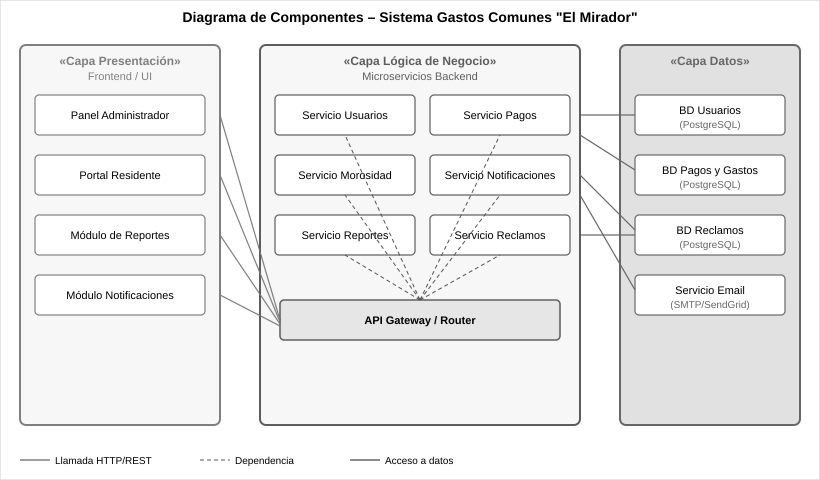 Diagrama de Componentes – Sistema Gastos Comunes "El Mirador"
«Capa Presentación»
Frontend / UI
Panel Administrador
Portal Residente
Módulo de Reportes
Módulo Notificaciones
«Capa Lógica de Negocio»
Microservicios Backend
Servicio Usuarios
Servicio Pagos
Servicio Morosidad
Servicio Notificaciones
Servicio Reportes
Servicio Reclamos
API Gateway / Router
«Capa Datos»
BD Usuarios
(PostgreSQL)
BD Pagos y Gastos
(PostgreSQL)
BD Reclamos
(PostgreSQL)
Servicio Email
(SMTP/SendGrid)
Llamada HTTP/REST
Dependencia
Acceso a datos